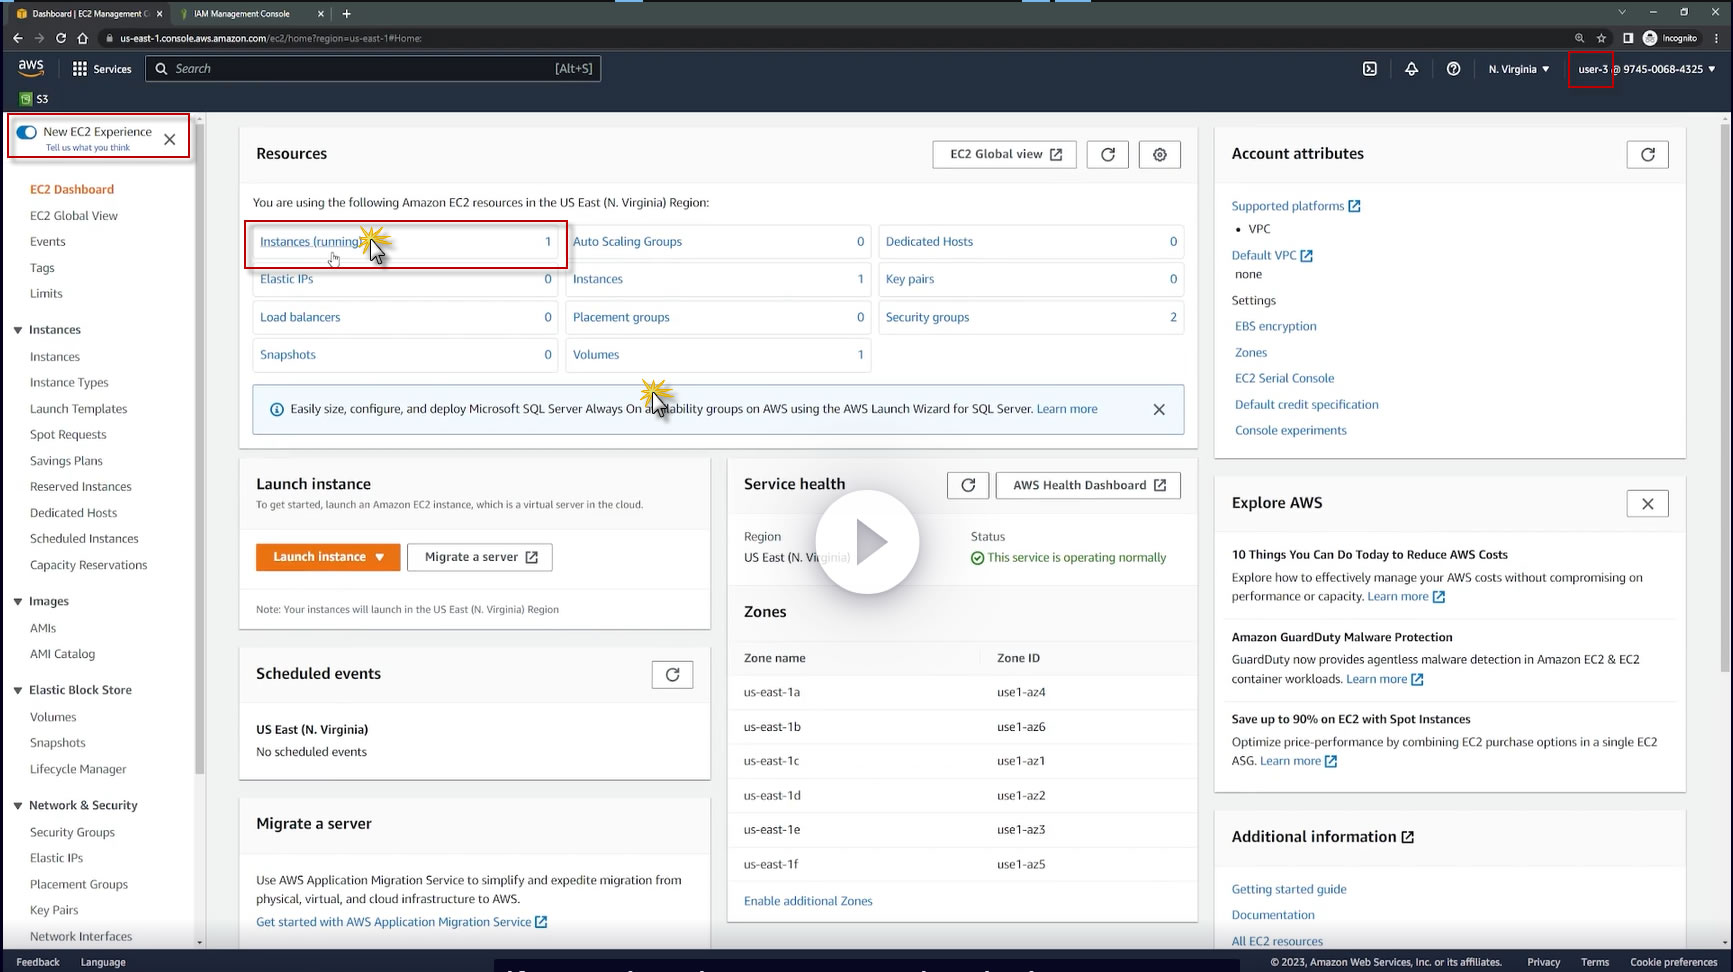 Dashboard | EC2 Management C
IAM Management Console
us-east-1.console.aws.amazon.com/ec2/home?region=us-east-1#Home:
Incognito
aws
Services
Search
[Alt+S]
N. Virginia
user-3 @ 9745-0068-4325
S3
New EC2 Experience
Tell us what you think
EC2 Dashboard
EC2 Global View
Events
Tags
Limits
Instances
Instances
Instance Types
Launch Templates
Spot Requests
Savings Plans
Reserved Instances
Dedicated Hosts
Scheduled Instances
Capacity Reservations
Images
AMIs
AMI Catalog
Elastic Block Store
Volumes
Snapshots
Lifecycle Manager
Network & Security
Security Groups
Elastic IPs
Placement Groups
Key Pairs
Network Interfaces
Resources
EC2 Global view
You are using the following Amazon EC2 resources in the US East (N. Virginia) Region:
Instances (running) 1
Auto Scaling Groups 0
Dedicated Hosts 0
Elastic IPs 0
Instances 1
Key pairs 0
Load balancers 0
Placement groups 0
Security groups 2
Snapshots 0
Volumes 1
Easily size, configure, and deploy Microsoft SQL Server Always On availability groups on AWS using the AWS Launch Wizard for SQL Server. Learn more
Launch instance
To get started, launch an Amazon EC2 instance, which is a virtual server in the cloud.
Launch instance
Migrate a server
Note: Your instances will launch in the US East (N. Virginia) Region
Scheduled events
US East (N. Virginia)
No scheduled events
Migrate a server
Use AWS Application Migration Service to simplify and expedite migration from
physical, virtual, and cloud infrastructure to AWS.
Get started with AWS Application Migration Service
Service health
AWS Health Dashboard
Region
Status
US East (N. Virginia)
This service is operating normally
Zones
Zone name
Zone ID
us-east-1a
use1-az4
us-east-1b
use1-az6
us-east-1c
use1-az1
us-east-1d
use1-az2
us-east-1e
use1-az3
us-east-1f
use1-az5
Enable additional Zones
Account attributes
Supported platforms
• VPC
Default VPC
none
Settings
EBS encryption
Zones
EC2 Serial Console
Default credit specification
Console experiments
Explore AWS
10 Things You Can Do Today to Reduce AWS Costs
Explore how to effectively manage your AWS costs without compromising on
performance or capacity. Learn more
Amazon GuardDuty Malware Protection
GuardDuty now provides agentless malware detection in Amazon EC2 & EC2
container workloads. Learn more
Save up to 90% on EC2 with Spot Instances
Optimize price-performance by combining EC2 purchase options in a single EC2
ASG. Learn more
Additional information
Getting started guide
Documentation
All EC2 resources
Feedback
Language
© 2023, Amazon Web Services, Inc. or its affiliates.
Privacy
Terms
Cookie preferences